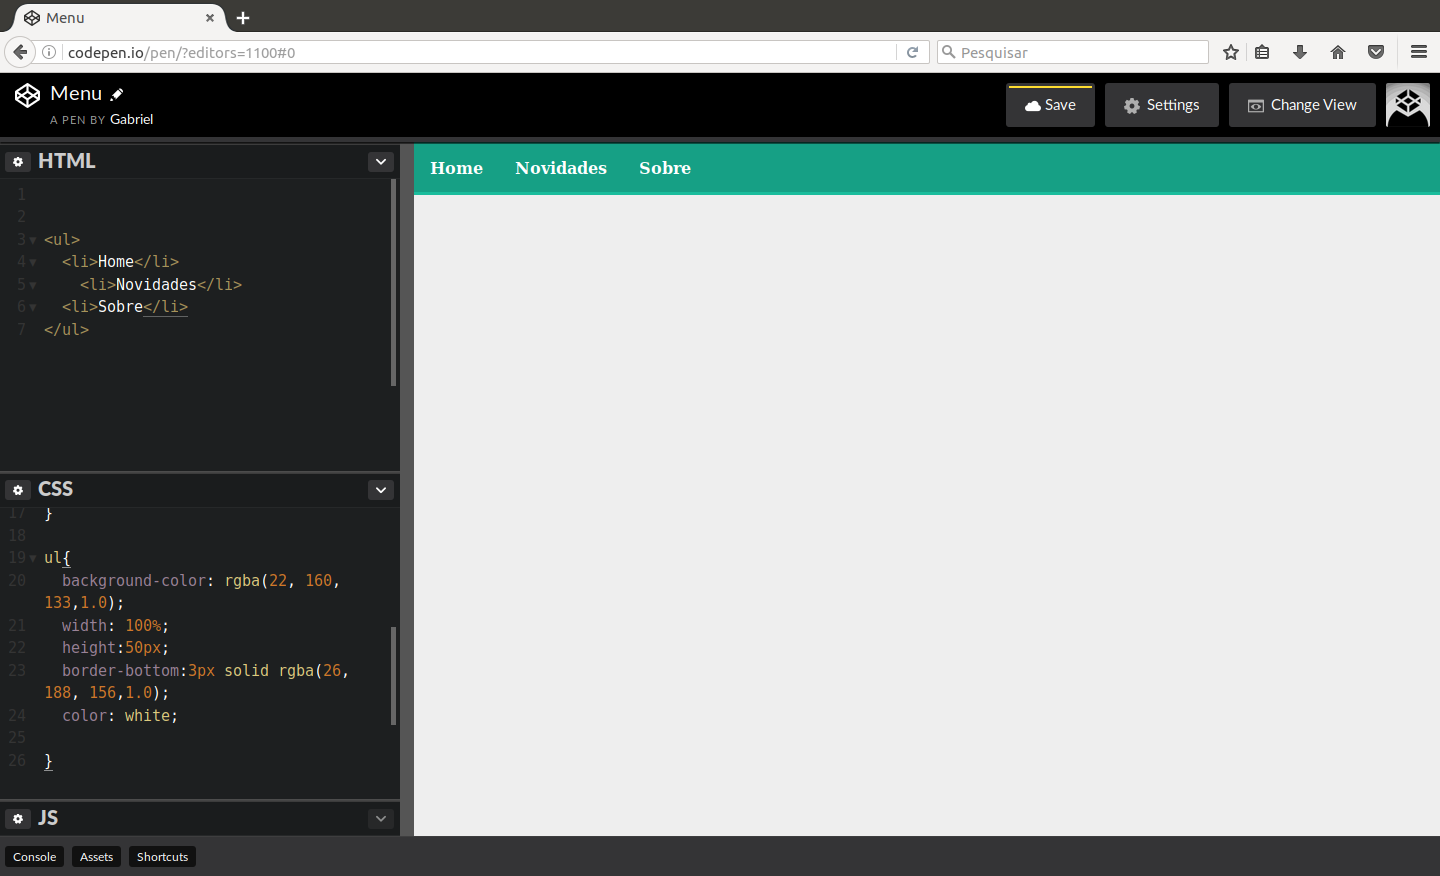 Menu
codepen.io/pen/?editors=1100#0
Pesquisar
Menu
A PEN BY Gabriel
Save
Settings
Change View
HTML
1
2
3 <ul>
4 <li>Home</li>
5 <li>Novidades</li>
6 <li>Sobre</li>
7 </ul>
CSS
17 }
18
19 ul{
20 background-color: rgba(22, 160,
133,1.0);
21 width: 100%;
22 height:50px;
23 border-bottom:3px solid rgba(26,
188, 156,1.0);
24 color: white;
25
26 }
JS
Home Novidades Sobre
Console Assets Shortcuts